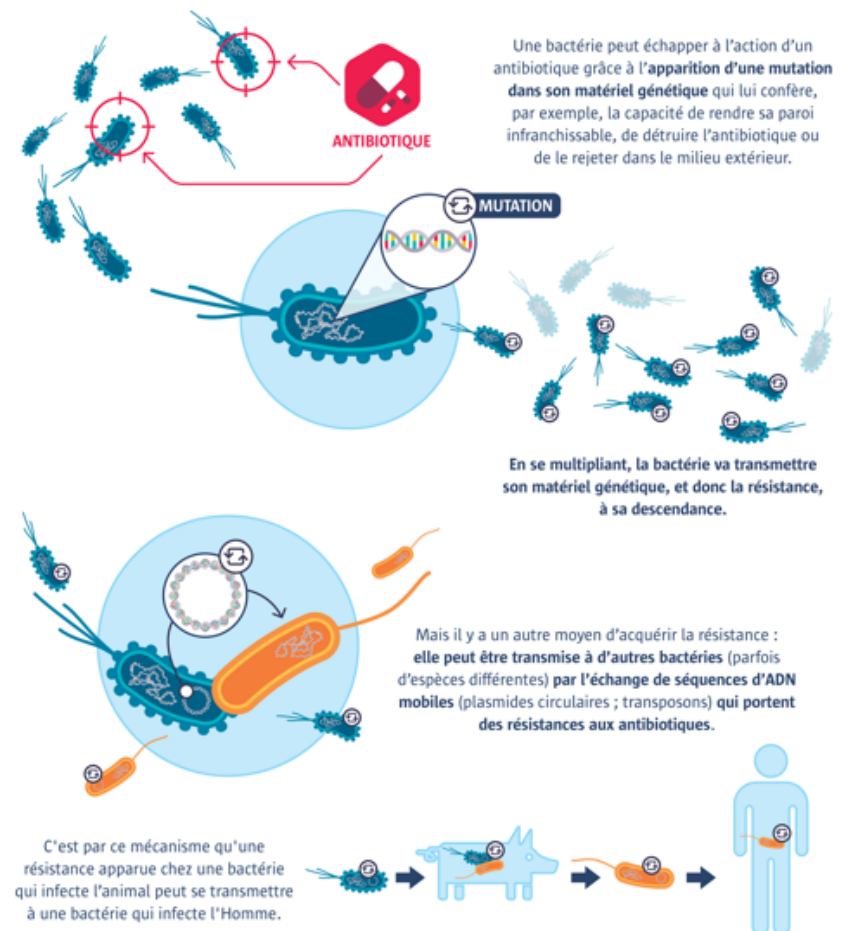 Une bactérie peut échapper à l'action d'un
antibiotique grâce à l'apparition d'une mutation
dans son matériel génétique qui lui confère,
par exemple, la capacité de rendre sa paroi
infranchissable, de détruire l'antibiotique ou
de le rejeter dans le milieu extérieur.
ANTIBIOTIQUE
MUTATION
En se multipliant, la bactérie va transmettre
son matériel génétique, et donc la résistance,
à sa descendance.
Mais il y a un autre moyen d'acquérir la résistance :
elle peut être transmise à d'autres bactéries (parfois
d'espèces différentes) par l'échange de séquences d'ADN
mobiles (plasmides circulaires ; transposons) qui portent
des résistances aux antibiotiques.
C'est par ce mécanisme qu'une
résistance apparue chez une bactérie
qui infecte l'animal peut se transmettre
à une bactérie qui infecte l'Homme.